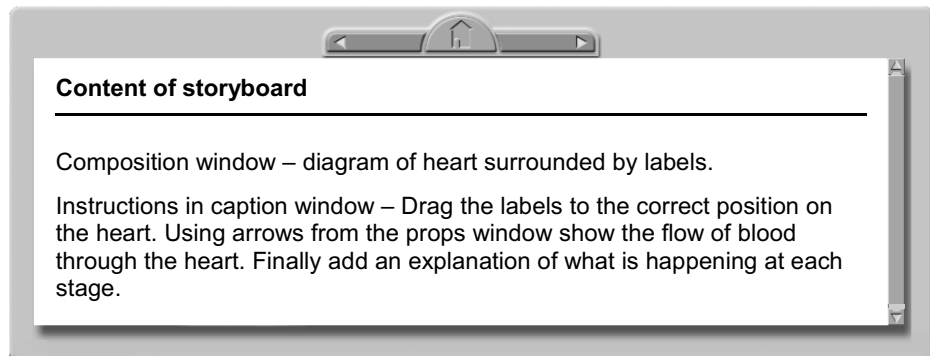 Content of storyboard
Composition window – diagram of heart surrounded by labels.
Instructions in caption window – Drag the labels to the correct position on
the heart. Using arrows from the props window show the flow of blood
through the heart. Finally add an explanation of what is happening at each
stage.